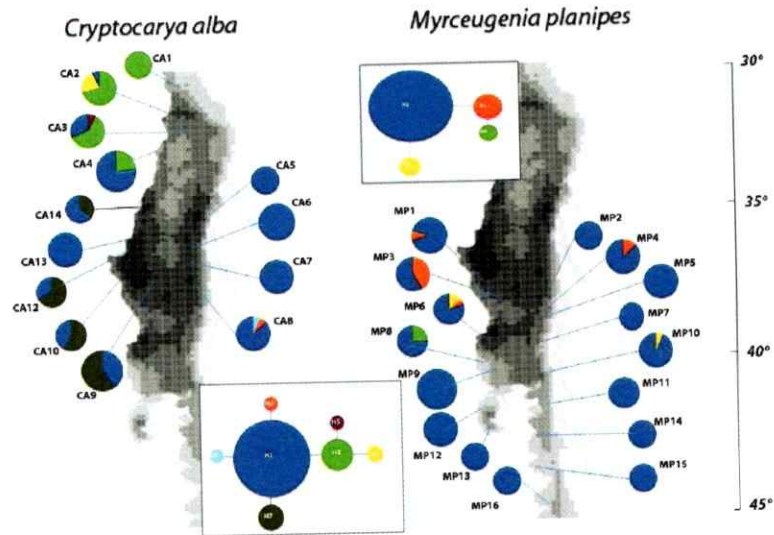 Cryptocarya alba
Myrceugenia planipes
CA1
CA2
CA3
CA4
CA14
CA13
CA12
CA10
CA9
CA5
CA6
CA7
CA8
MP1
MP3
MP6
MP8
MP9
MP12
MP13
MP16
MP2
MP4
MP5
MP7
MP10
MP11
MP14
MP15
30°
35°
40°
45°
H5
H4
H7